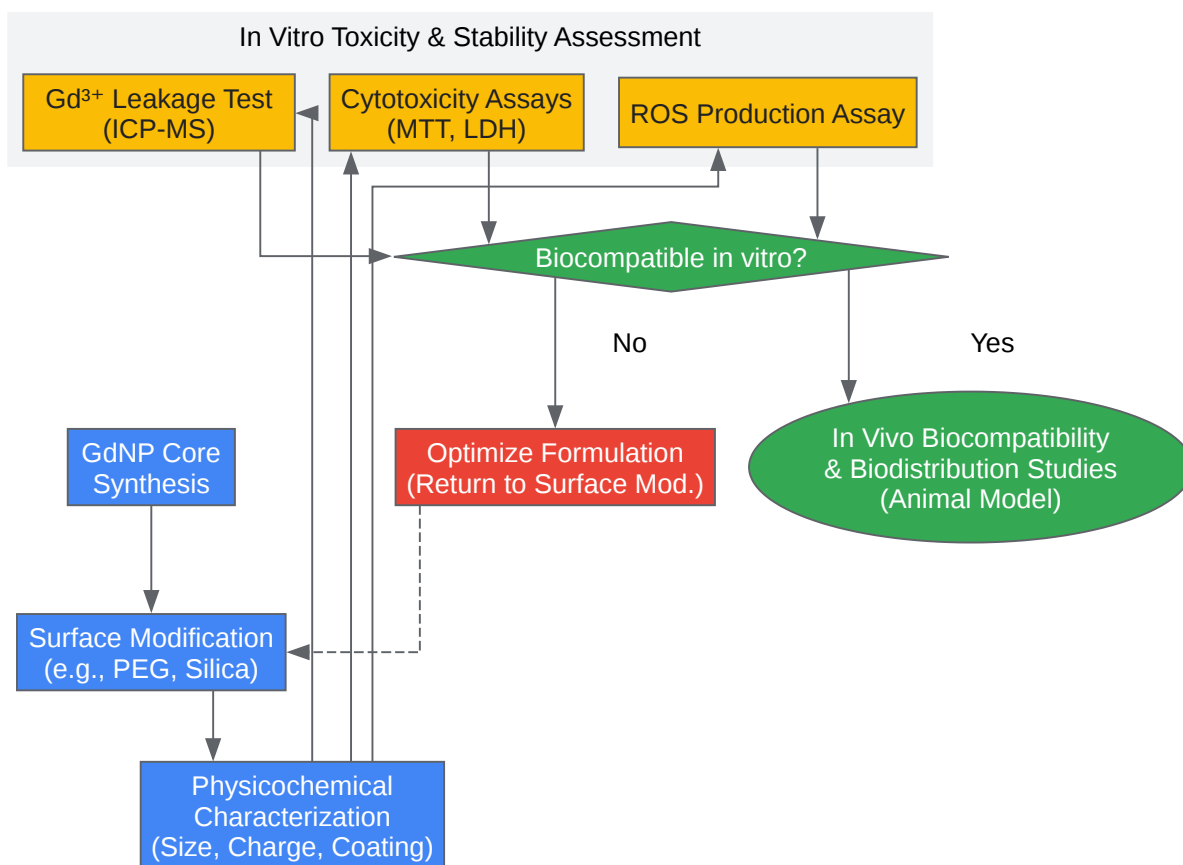 In Vitro Toxicity & Stability Assessment
Gd³⁺ Leakage Test
(ICP-MS)
Cytotoxicity Assays
(MTT, LDH)
ROS Production Assay
Biocompatible in vitro?
No
Yes
GdNP Core
Synthesis
Optimize Formulation
(Return to Surface Mod.)
In Vivo Biocompatibility
& Biodistribution Studies
(Animal Model)
Surface Modification
(e.g., PEG, Silica)
Physicochemical
Characterization
(Size, Charge, Coating)